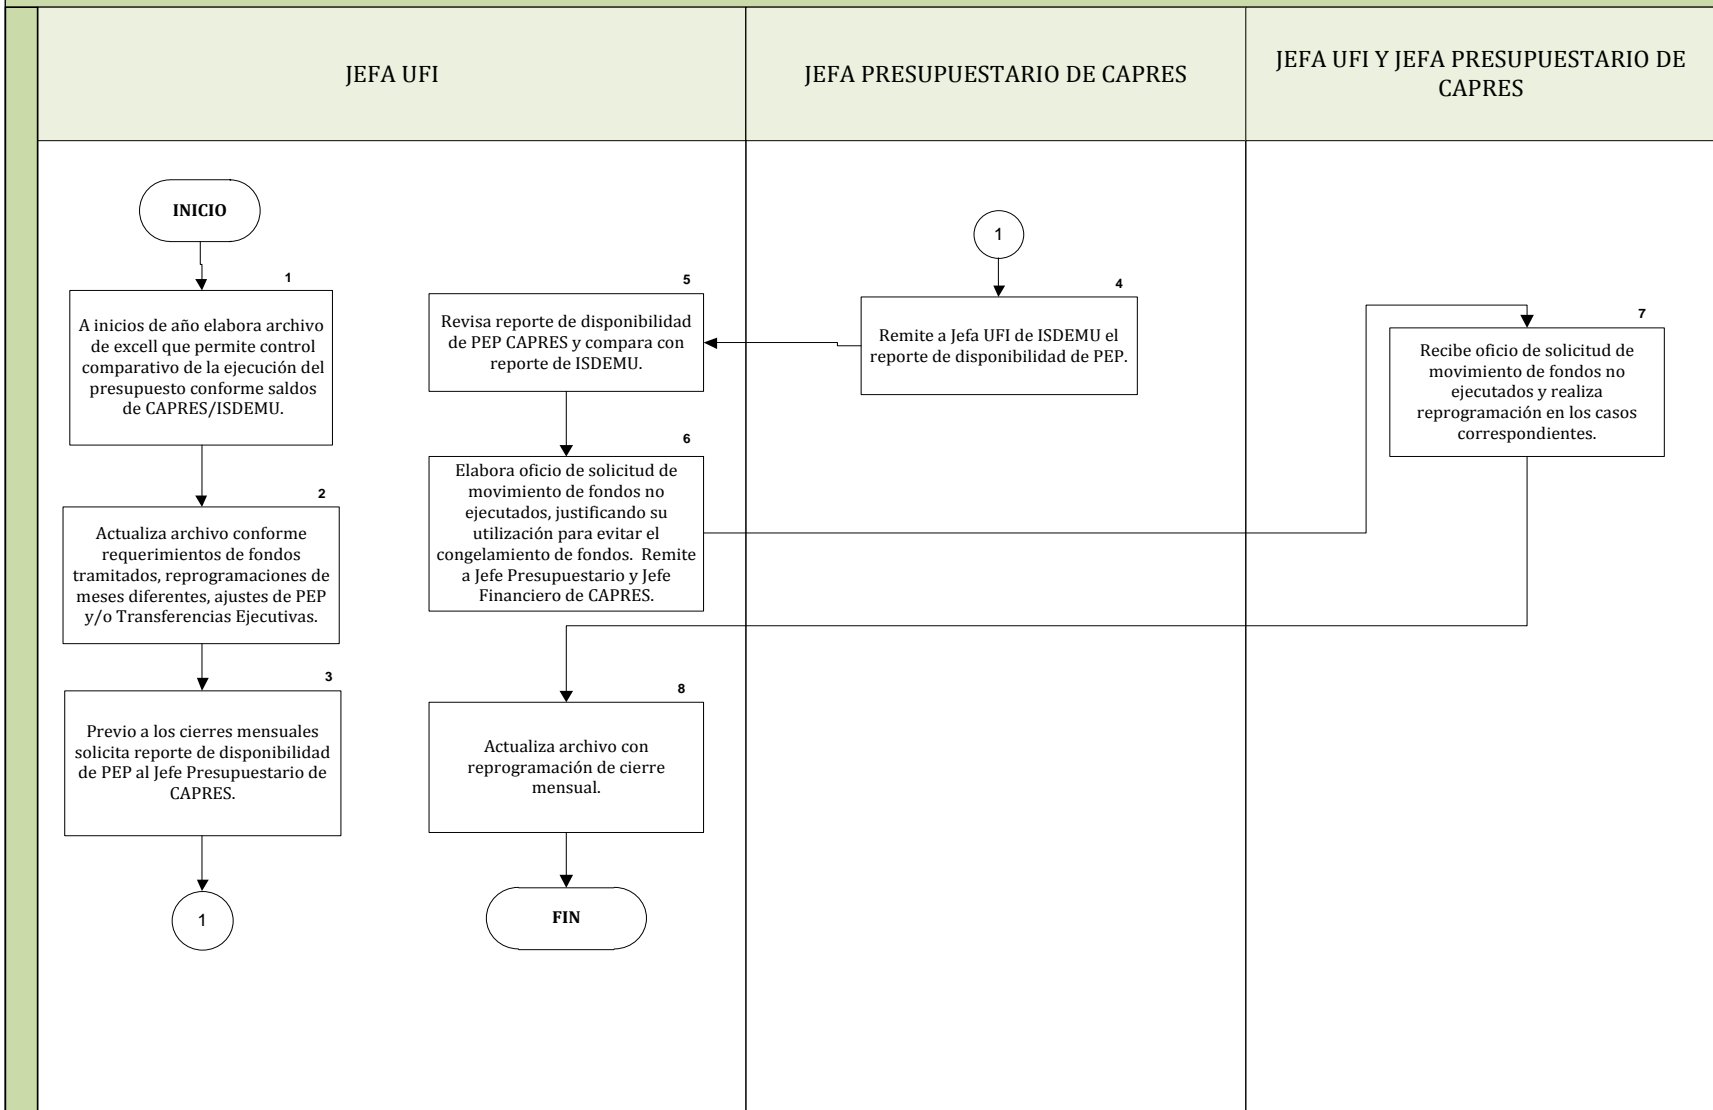 JEFA UFI
JEFA PRESUPUESTARIO DE CAPRES
JEFA UFI Y JEFA PRESUPUESTARIO DE
CAPRES
INICIO
1
A inicios de año elabora archivo
de excell que permite control
comparativo de la ejecución del
presupuesto conforme saldos
de CAPRES/ISDEMU.
2
Actualiza archivo conforme
requerimientos de fondos
tramitados, reprogramaciones de
meses diferentes, ajustes de PEP
y/o Transferencias Ejecutivas.
3
Previo a los cierres mensuales
solicita reporte de disponibilidad
de PEP al Jefe Presupuestario de
CAPRES.
1
1
4
Remite a Jefa UFI de ISDEMU el
reporte de disponibilidad de PEP.
5
Revisa reporte de disponibilidad
de PEP CAPRES y compara con
reporte de ISDEMU.
6
Elabora oficio de solicitud de
movimiento de fondos no
ejecutados, justificando su
utilización para evitar el
congelamiento de fondos. Remite
a Jefe Presupuestario y Jefe
Financiero de CAPRES.
7
Recibe oficio de solicitud de
movimiento de fondos no
ejecutados y realiza
reprogramación en los casos
correspondientes.
8
Actualiza archivo con
reprogramación de cierre
mensual.
FIN